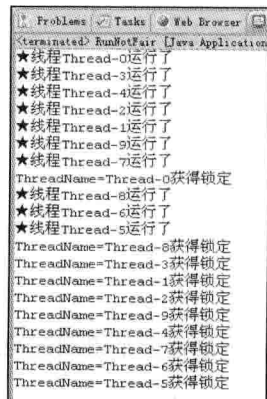 Problems Tasks Web Browser
<terminated> RunNotFair [Java Application
★线程Thread-0运行了
★线程Thread-3运行了
★线程Thread-4运行了
★线程Thread-2运行了
★线程Thread-1运行了
★线程Thread-9运行了
★线程Thread-7运行了
ThreadName=Thread-0获得锁定
★线程Thread-8运行了
★线程Thread-6运行了
★线程Thread-5运行了
ThreadName=Thread-8获得锁定
ThreadName=Thread-3获得锁定
ThreadName=Thread-1获得锁定
ThreadName=Thread-2获得锁定
ThreadName=Thread-9获得锁定
ThreadName=Thread-4获得锁定
ThreadName=Thread-7获得锁定
ThreadName=Thread-6获得锁定
ThreadName=Thread-5获得锁定